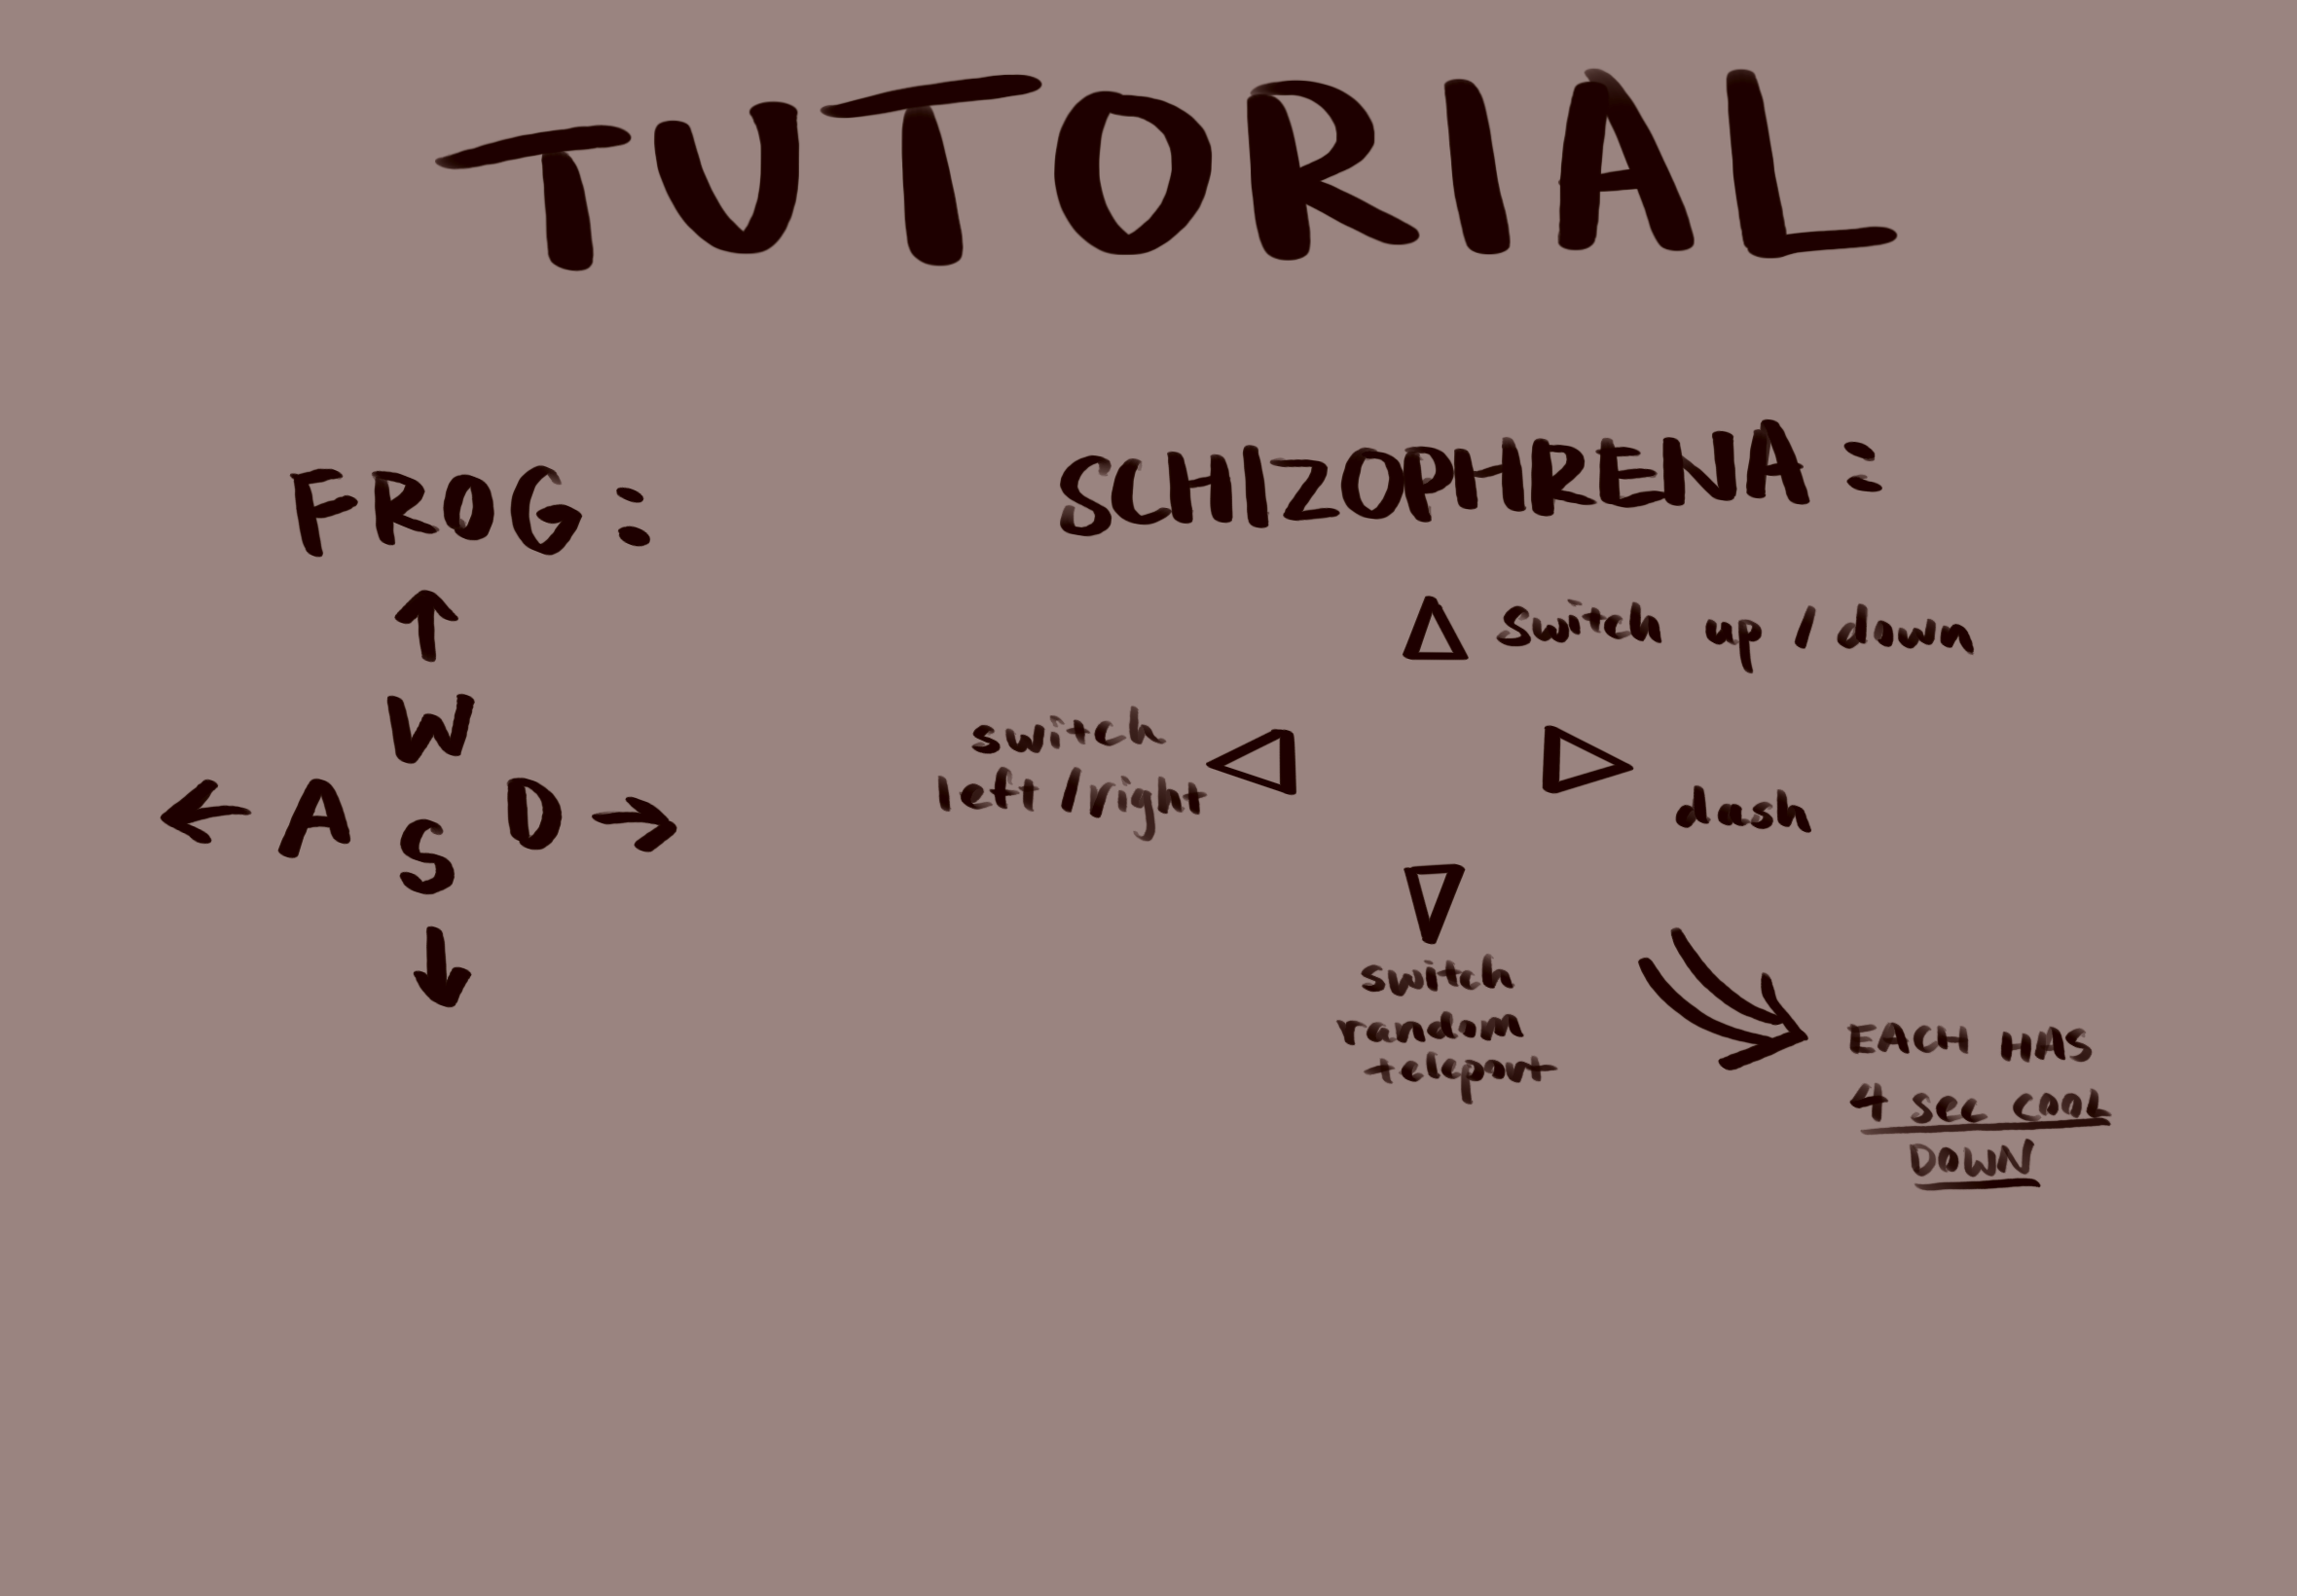 TUTORIAL
FROG:
W
A
S
D
SCHIZOPHRENA:
switch up / down
switch
left / right
dash
switch
random
teleport
EACH HAS
4 sec COOL
DOWN